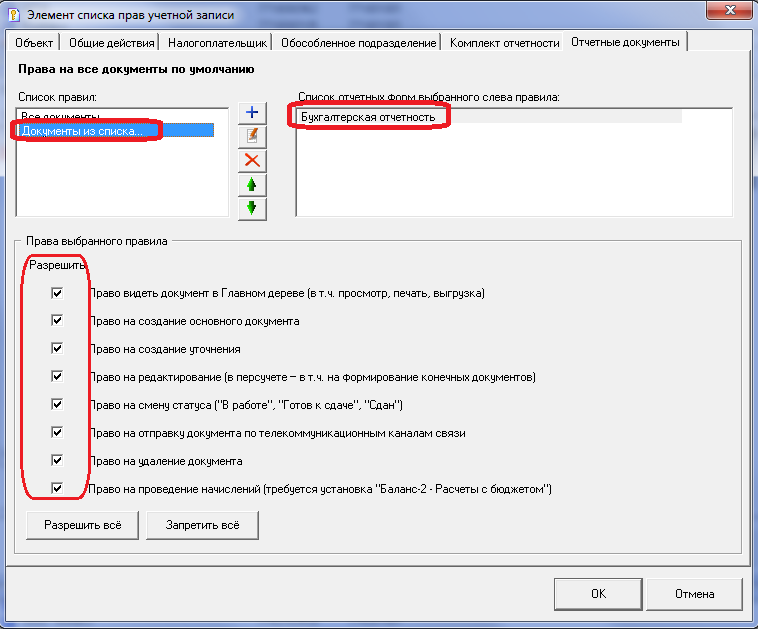 Элемент списка прав учетной записи
Объект Общие действия Налогоплательщик Обособленное подразделение Комплект отчетности Отчетные документы
Права на все документы по умолчанию
Список правил: Список отчетных форм выбранного слева правила:
Все документы Бухгалтерская отчетность
Документы из списка...
Права выбранного правила
Разрешить
Право видеть документ в Главном дереве (в т.ч. просмотр, печать, выгрузка)
Право на создание основного документа
Право на создание уточнения
Право на редактирование (в персучете – в т.ч. на формирование конечных документов)
Право на смену статуса ("В работе", "Готов к сдаче", "Сдан")
Право на отправку документа по телекоммуникационным каналам связи
Право на удаление документа
Право на проведение начислений (требуется установка "Баланс-2 - Расчеты с бюджетом")
Разрешить всё Запретить всё
OK Отмена